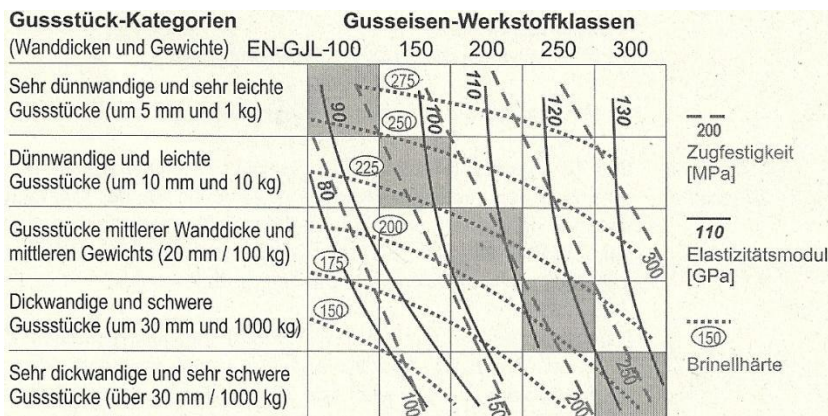 Gussstück-Kategorien Gusseisen-Werkstoffklassen
(Wanddicken und Gewichte) EN-GJL-100 150 200 250 300
Sehr dünnwandige und sehr leichte
Gussstücke (um 5 mm und 1 kg)
Dünnwandige und leichte
Gussstücke (um 10 mm und 10 kg)
Gussstücke mittlerer Wanddicke und
mittleren Gewichts (20 mm / 100 kg)
Dickwandige und schwere
Gussstücke (um 30 mm und 1000 kg)
Sehr dickwandige und sehr schwere
Gussstücke (über 30 mm / 1000 kg)
275
110
90
250
100
120
130
225
80
200
175
150
300
100
150
200
250
200
Zugfestigkeit
[MPa]
110
Elastizitätsmodul
[GPa]
150
Brinellhärte